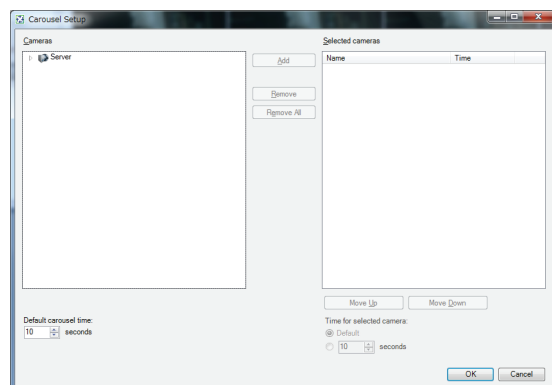 Carousel Setup
Cameras
Server
Add
Remove
Remove All
Selected cameras
Name Time
Move Up Move Down
Default carousel time:
10 seconds
Time for selected camera:
Default
10 seconds
OK Cancel